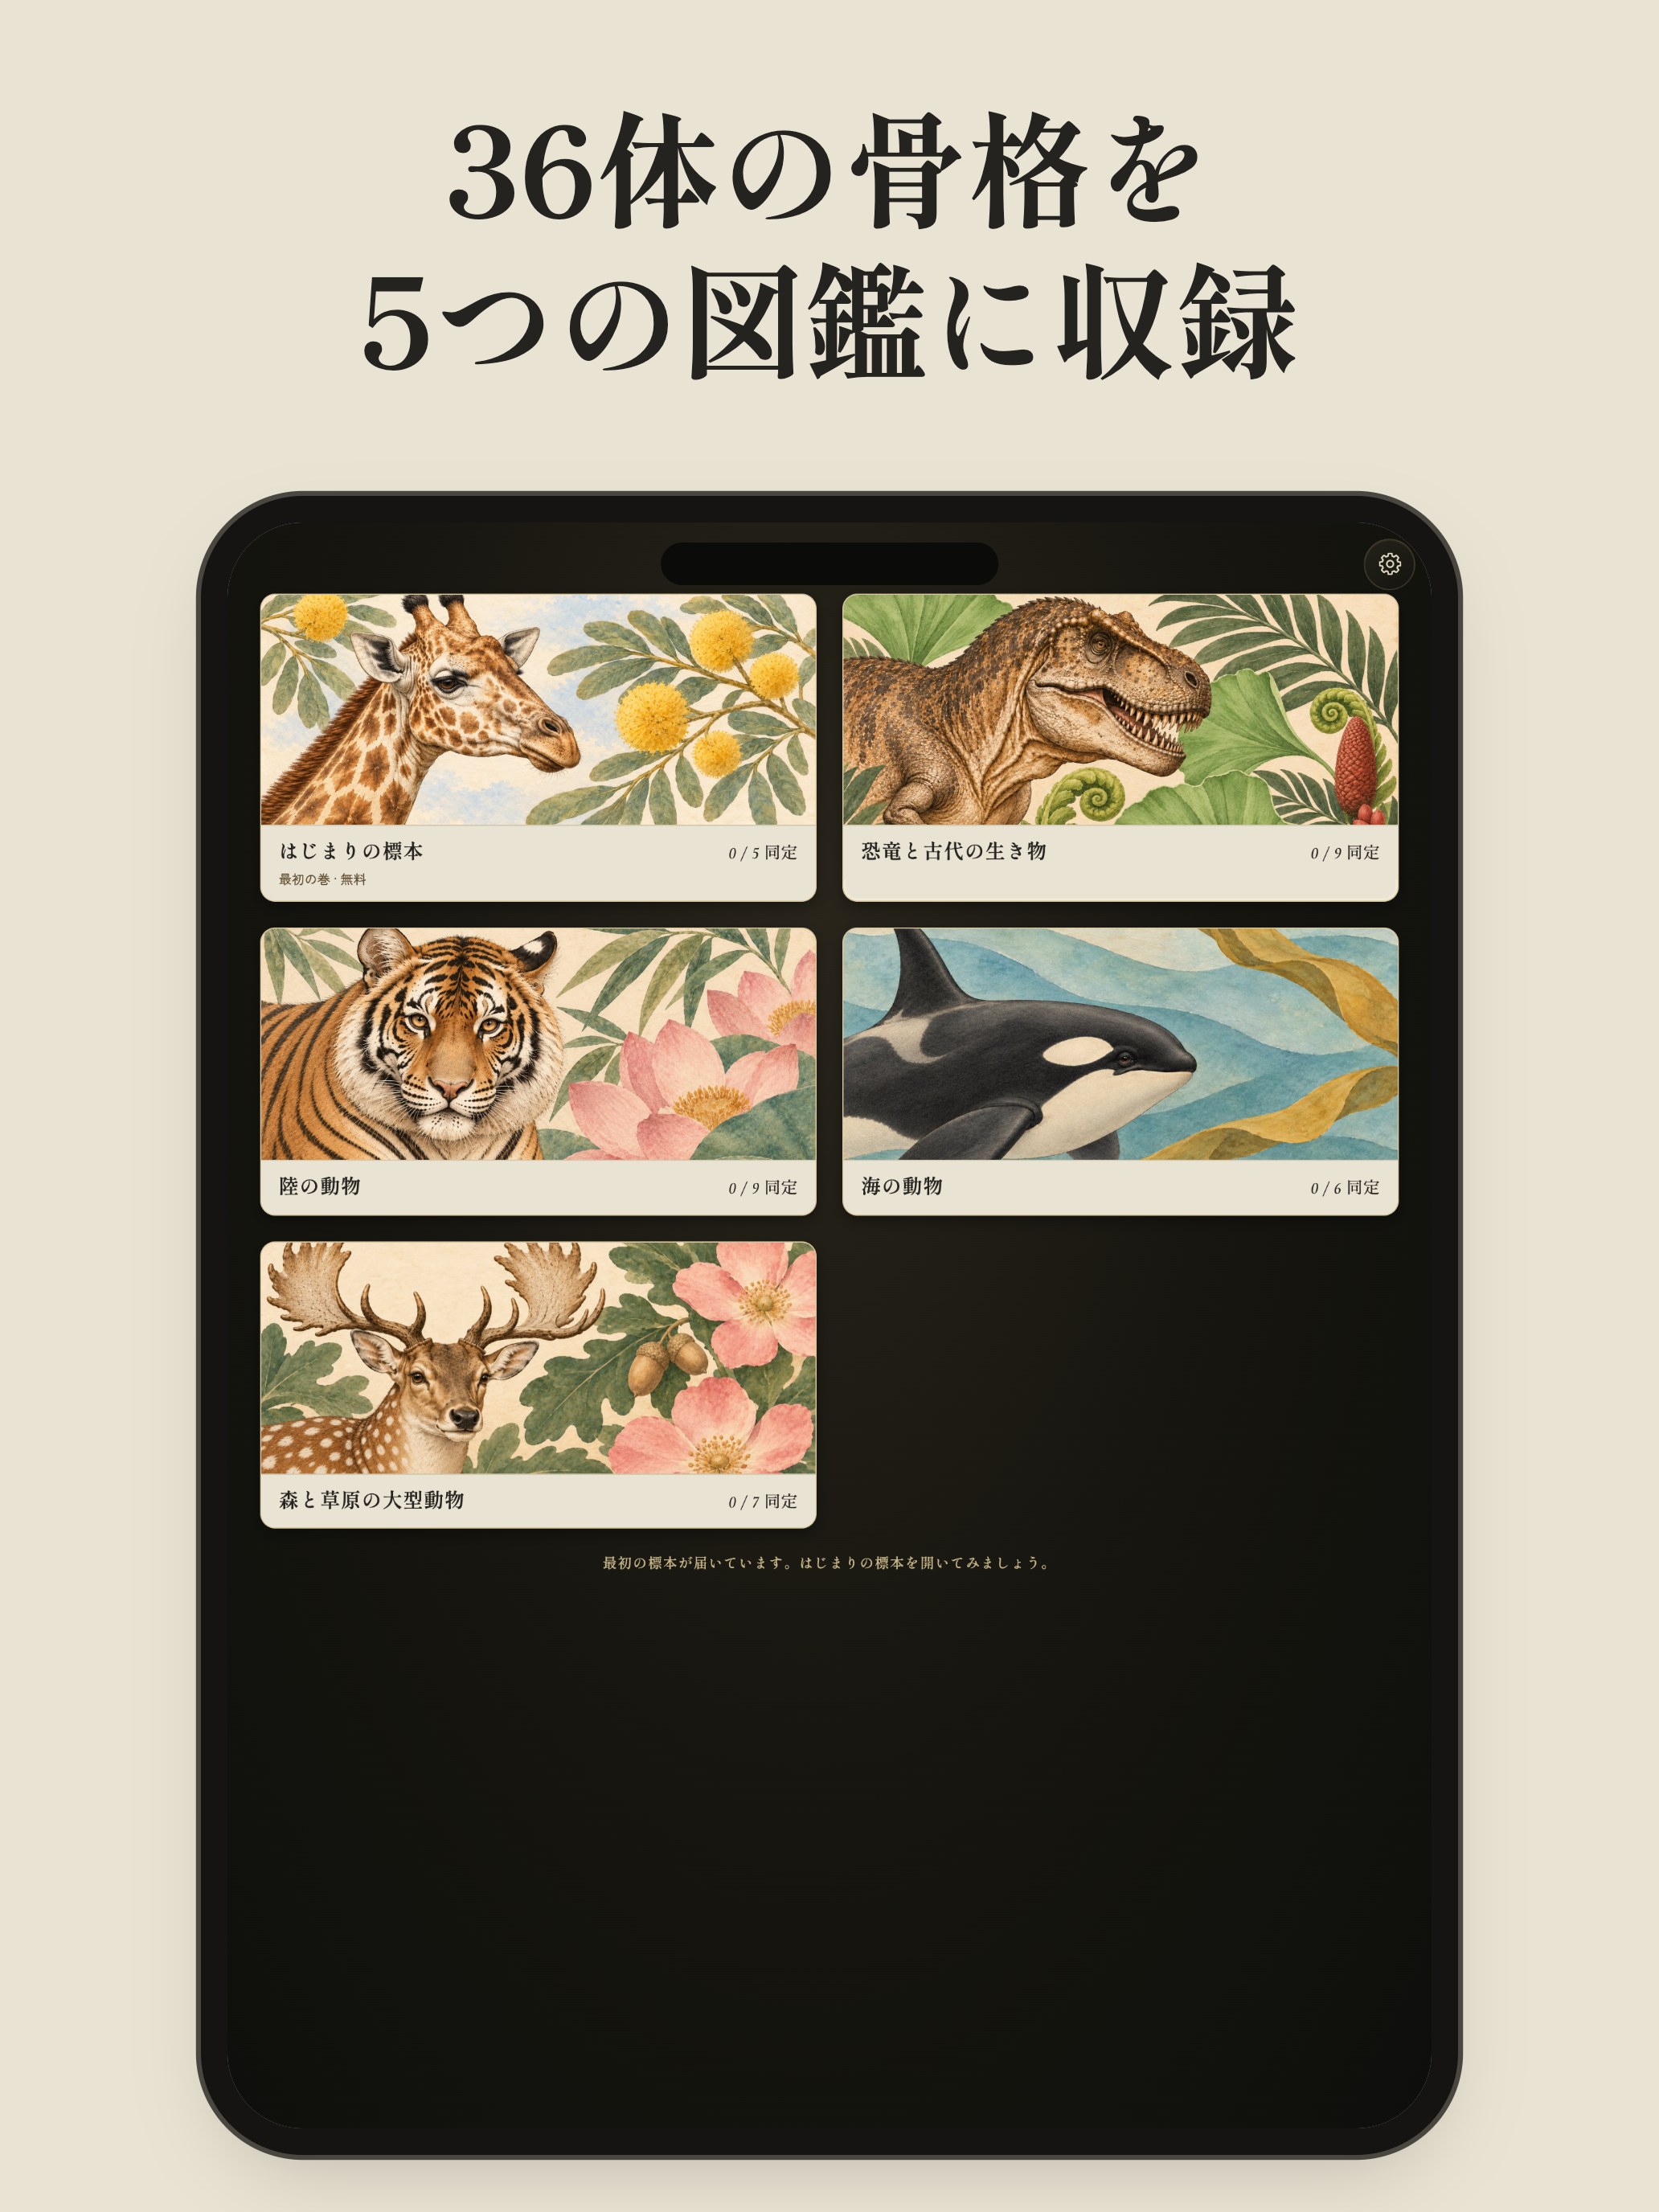 36体の骨格を
5つの図鑑に収録
はじまりの標本
0 / 5 同定
最初の巻 · 無料
恐竜と古代の生き物
0 / 9 同定
陸の動物
0 / 9 同定
海の動物
0 / 6 同定
森と草原の大型動物
0 / 7 同定
最初の標本が届いています。はじまりの標本を開いてみましょう。